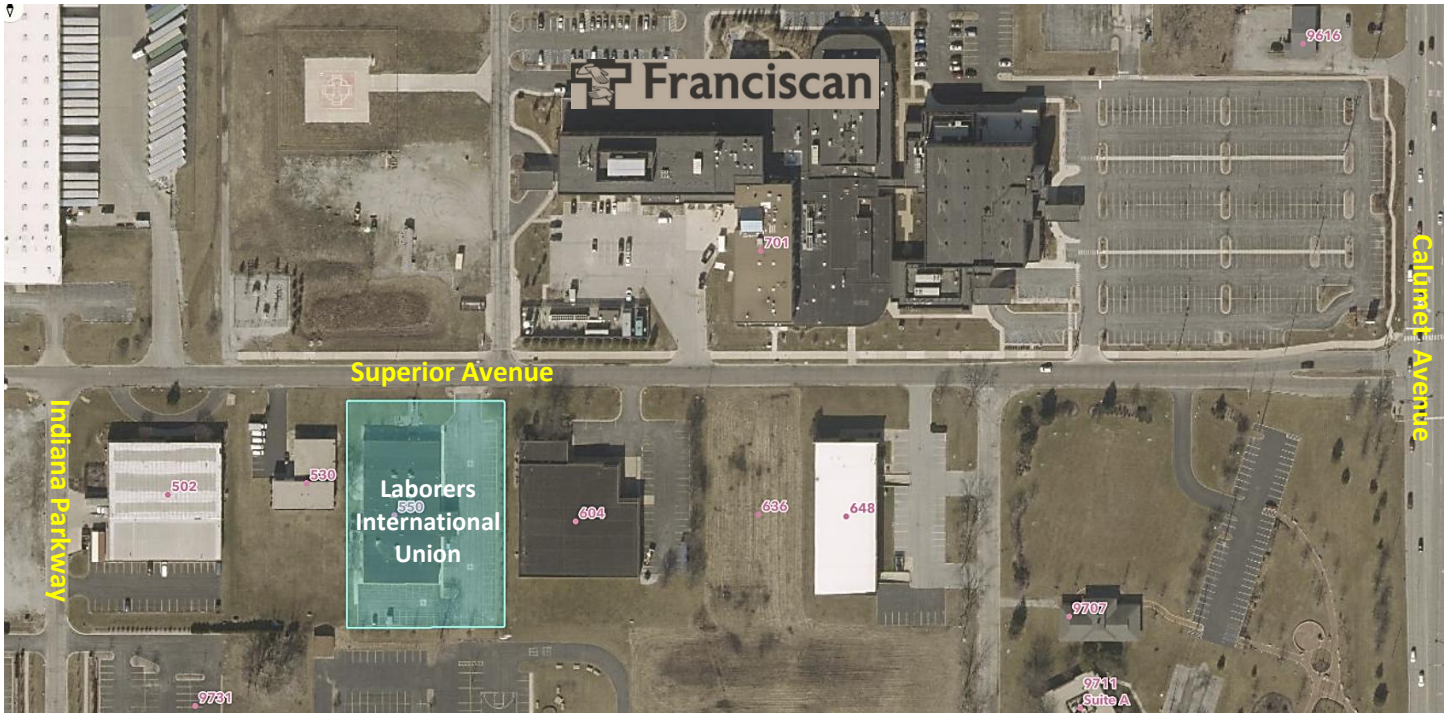 9616
Franciscan
701
Calumet Avenue
Superior Avenue
Indiana Parkway
502
530
Laborers
550
International
Union
604
636
648
9707
9711
Suite A
9731